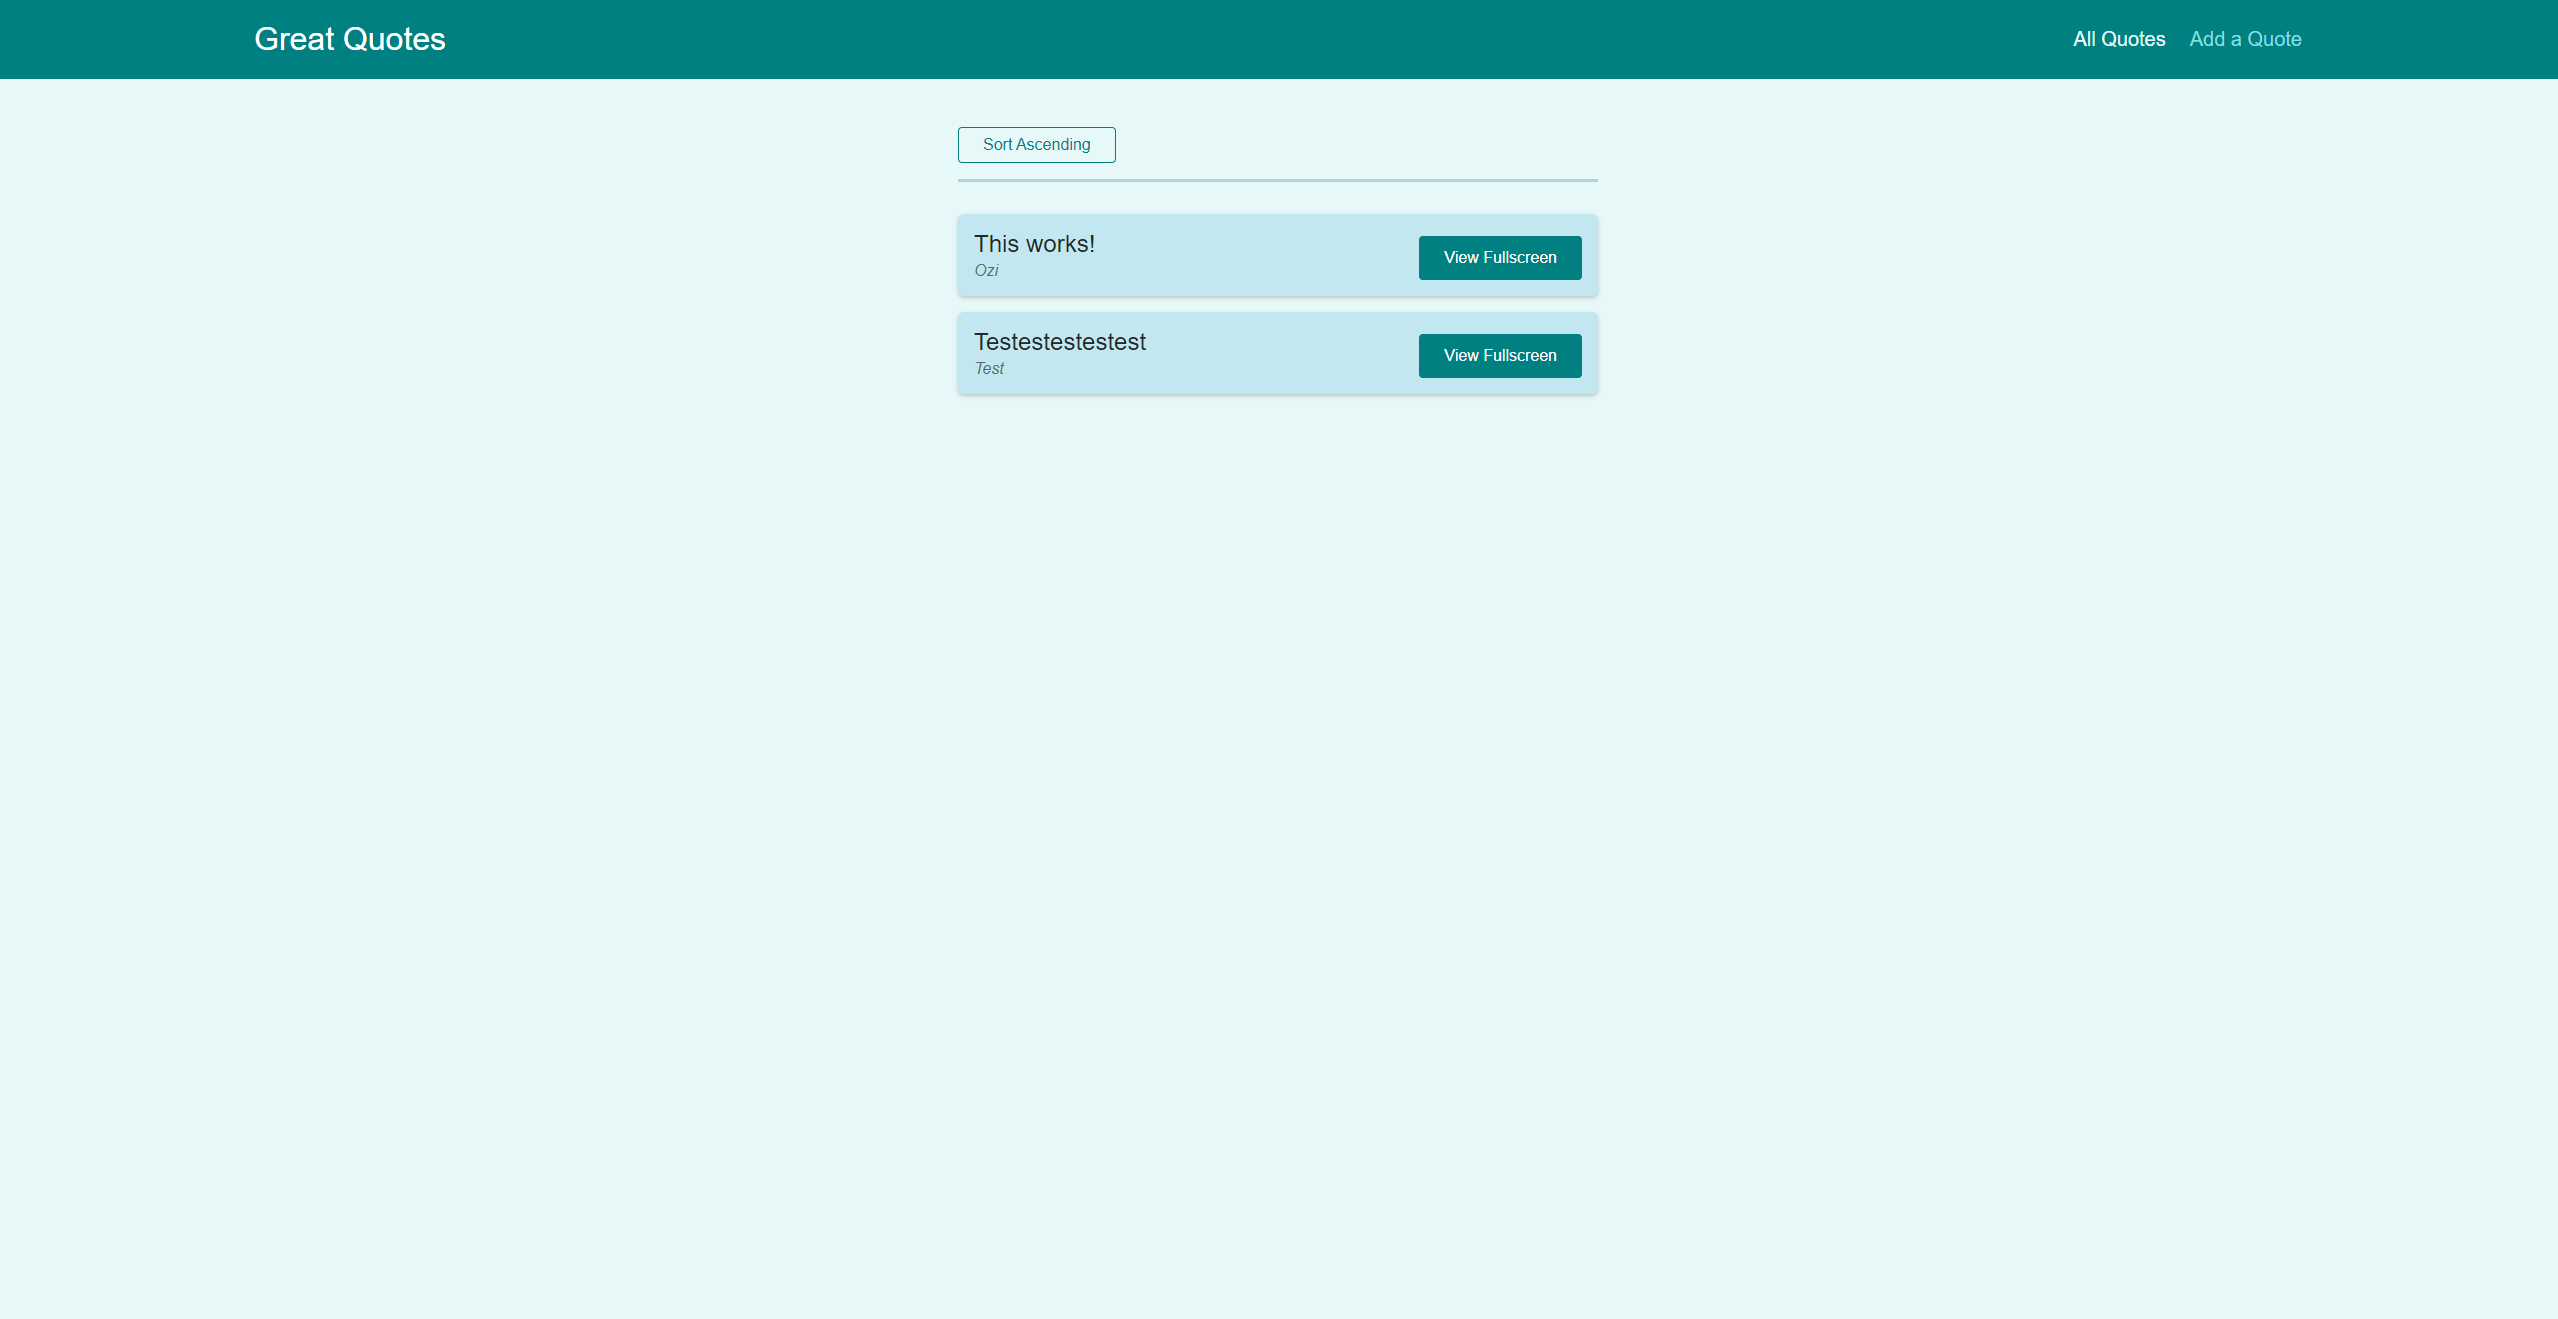 Great Quotes
All Quotes Add a Quote
Sort Ascending
This works!
Ozi
View Fullscreen
Testestestestest
Test
View Fullscreen